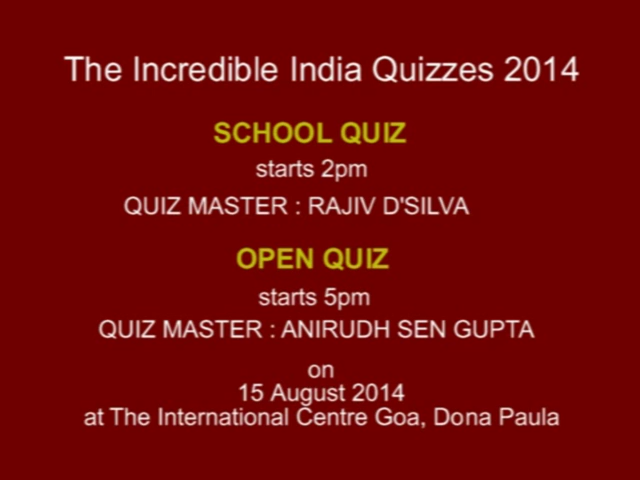 The Incredible India Quizzes 2014
SCHOOL QUIZ
starts 2pm
QUIZ MASTER : RAJIV D'SILVA
OPEN QUIZ
starts 5pm
QUIZ MASTER : ANIRUDH SEN GUPTA
on
15 August 2014
at The International Centre Goa, Dona Paula